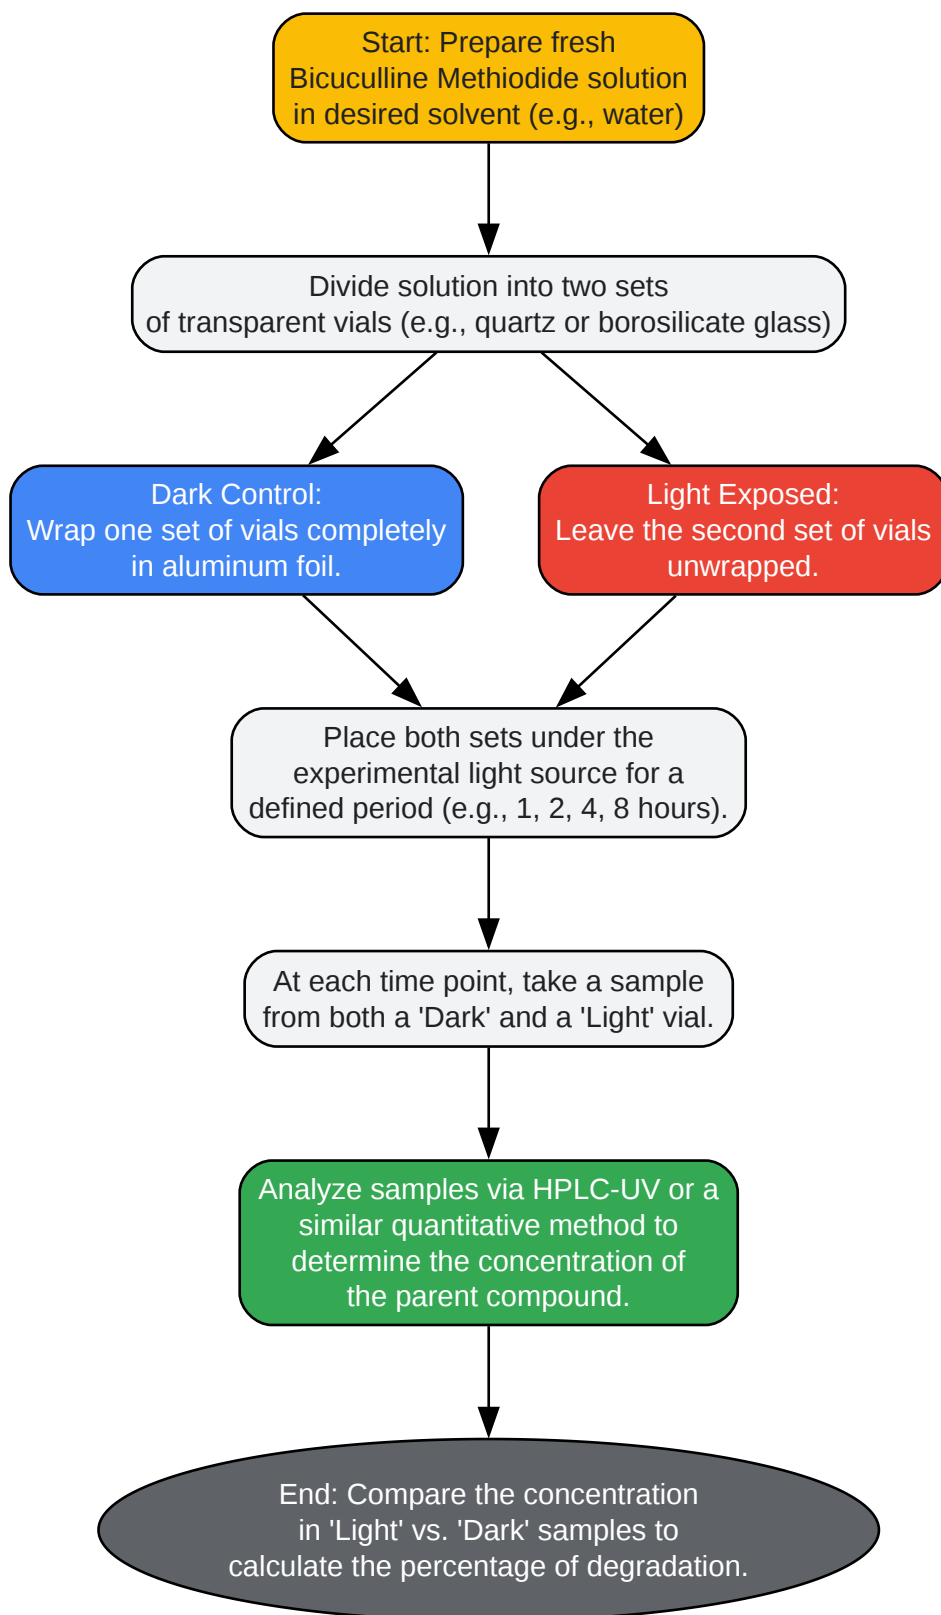 Start: Prepare fresh
Bicuculline Methiodide solution
in desired solvent (e.g., water)
Divide solution into two sets
of transparent vials (e.g., quartz or borosilicate glass)
Dark Control:
Wrap one set of vials completely
in aluminum foil.
Light Exposed:
Leave the second set of vials
unwrapped.
Place both sets under the
experimental light source for a
defined period (e.g., 1, 2, 4, 8 hours).
At each time point, take a sample
from both a 'Dark' and a 'Light' vial.
Analyze samples via HPLC-UV or a
similar quantitative method to
determine the concentration of
the parent compound.
End: Compare the concentration
in 'Light' vs. 'Dark' samples to
calculate the percentage of degradation.